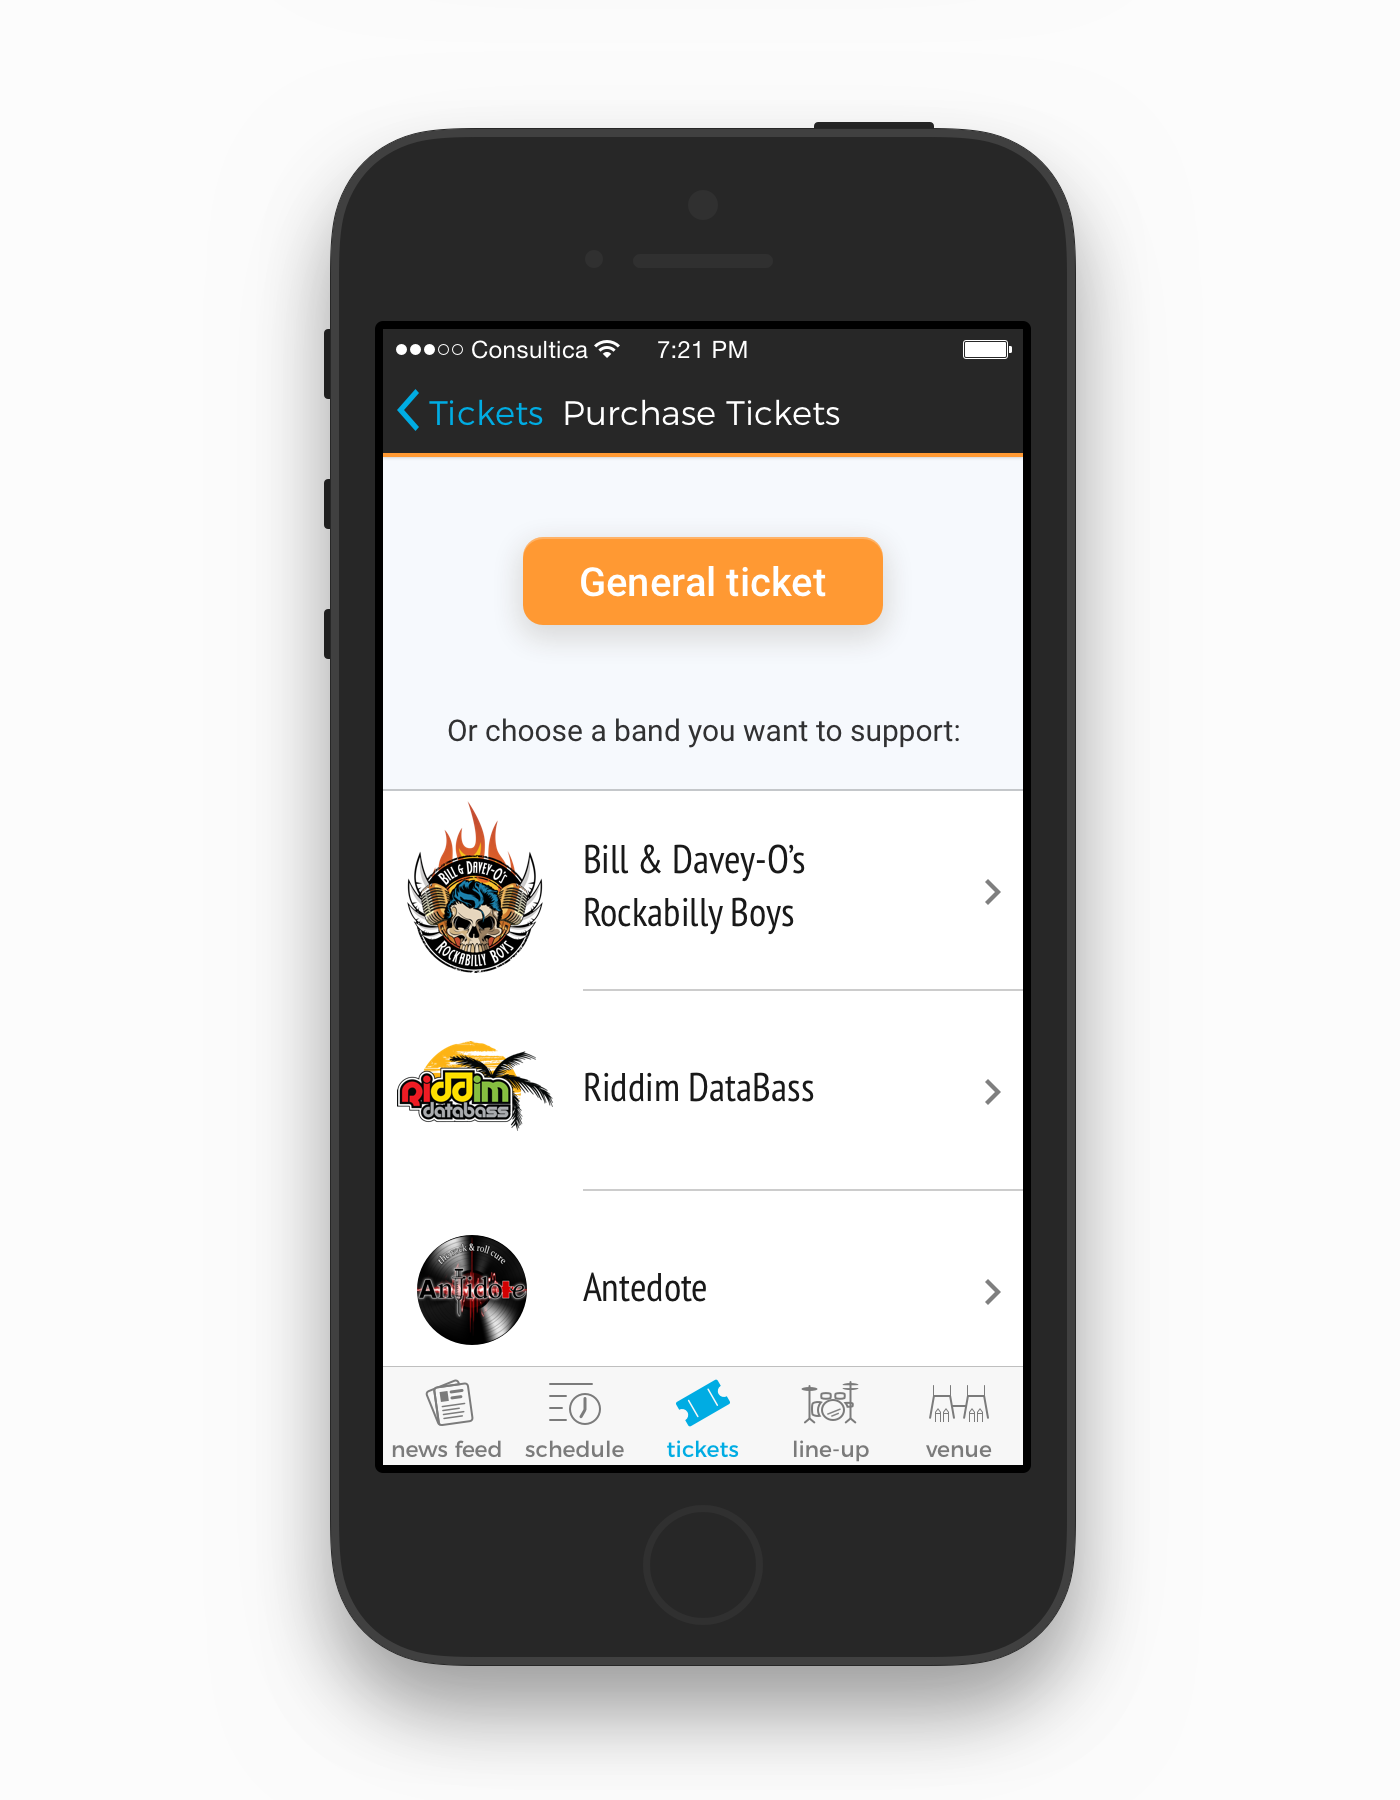 Consultica 7:21 PM
Tickets Purchase Tickets
General ticket
Or choose a band you want to support:
BILL & DAVEY-O's
ROCKABILLY BOYS
Bill & Davey-O’s
Rockabilly Boys
Riddim
databass
Riddim DataBass
the rock & roll cure
Antidote
Antedote
news feed schedule tickets line-up venue